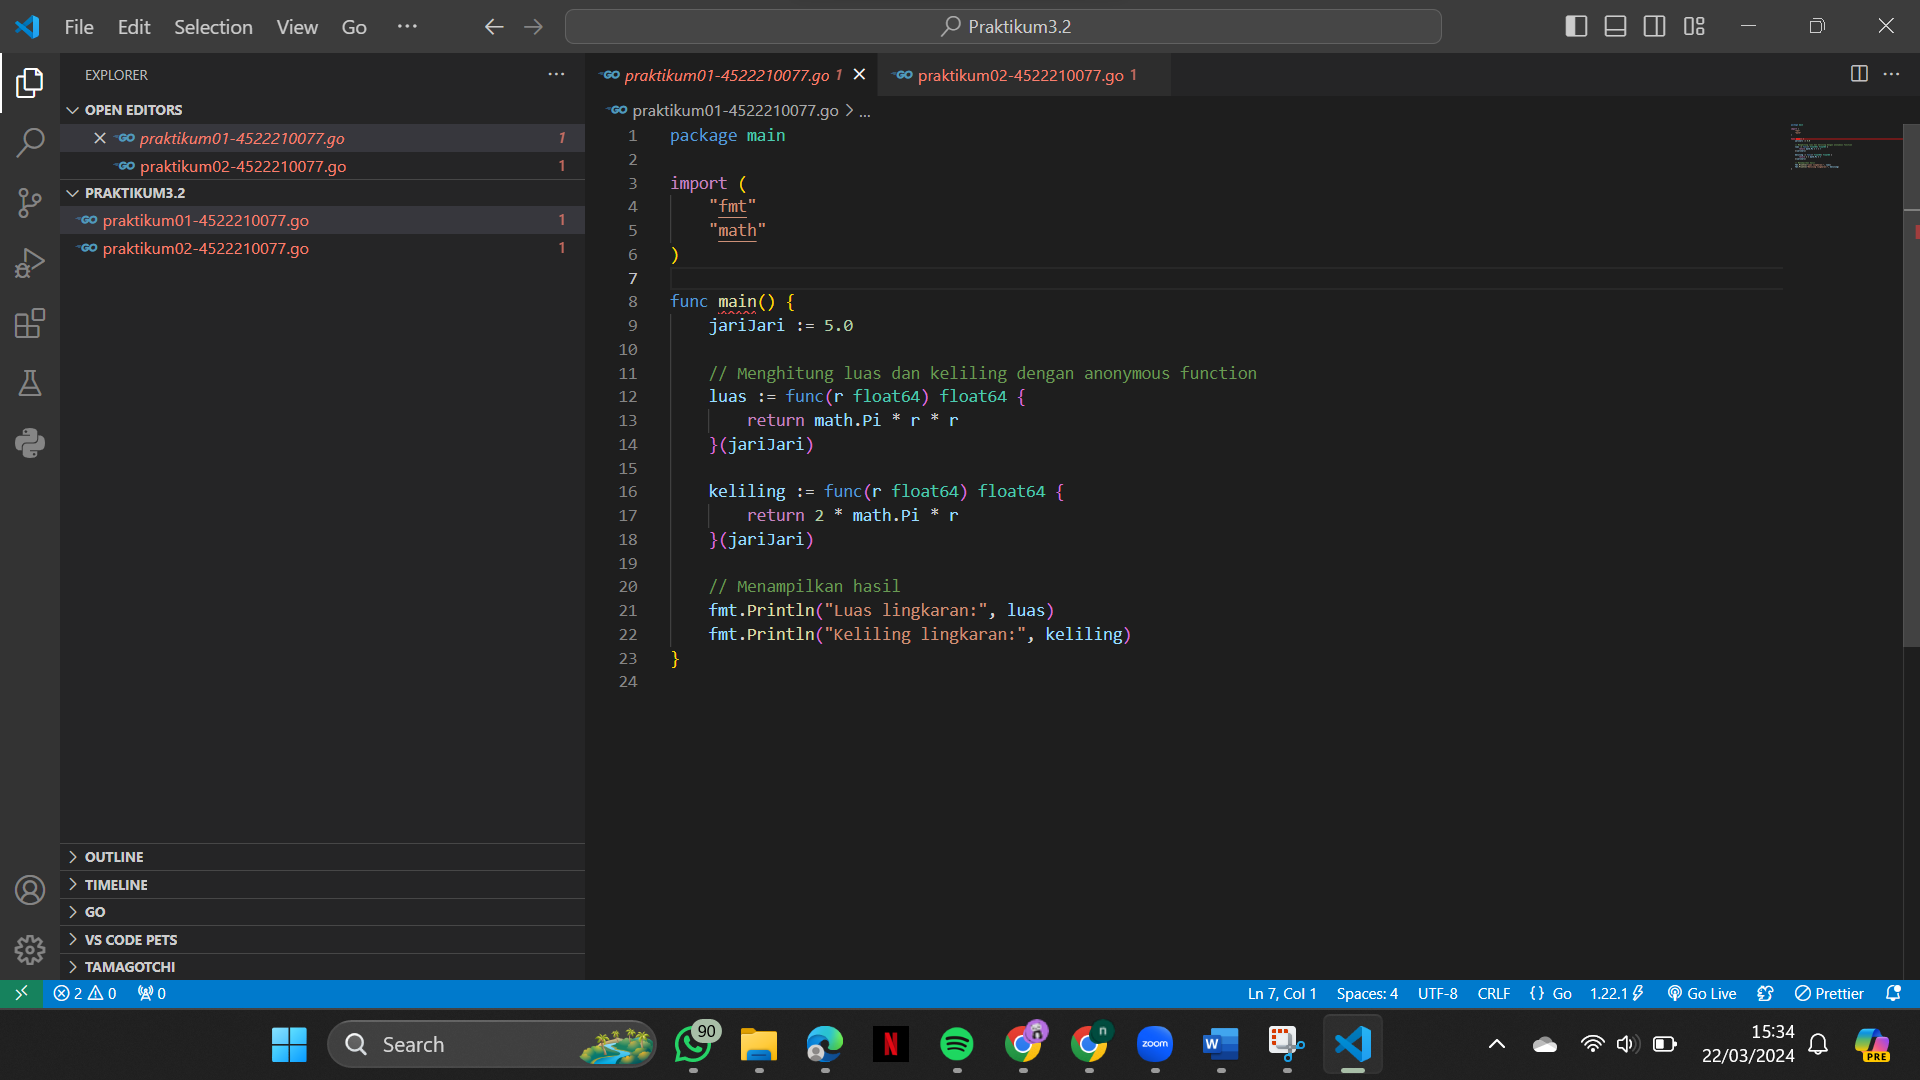 File Edit Selection View Go ··· Praktikum3.2
EXPLORER
OPEN EDITORS
praktikum01-4522210077.go 1
praktikum02-4522210077.go 1
PRAKTIKUM3.2
praktikum01-4522210077.go 1
praktikum02-4522210077.go 1
OUTLINE
TIMELINE
GO
VS CODE PETS
TAMAGOTCHI
GO praktikum01-4522210077.go 1
GO praktikum02-4522210077.go 1
GO praktikum01-4522210077.go > ...
1 package main
2
3 import (
4 "fmt"
5 "math"
6 )
7
8 func main() {
9 jariJari := 5.0
10
11 // Menghitung luas dan keliling dengan anonymous function
12 luas := func(r float64) float64 {
13 return math.Pi * r * r
14 }(jariJari)
15
16 keliling := func(r float64) float64 {
17 return 2 * math.Pi * r
18 }(jariJari)
19
20 // Menampilkan hasil
21 fmt.Println("Luas lingkaran:", luas)
22 fmt.Println("Keliling lingkaran:", keliling)
23 }
24
2 0 0 Ln 7, Col 1 Spaces: 4 UTF-8 CRLF {} Go 1.22.1 Go Live Prettier
Search 90 N n zoom W 15:34
22/03/2024 PRE